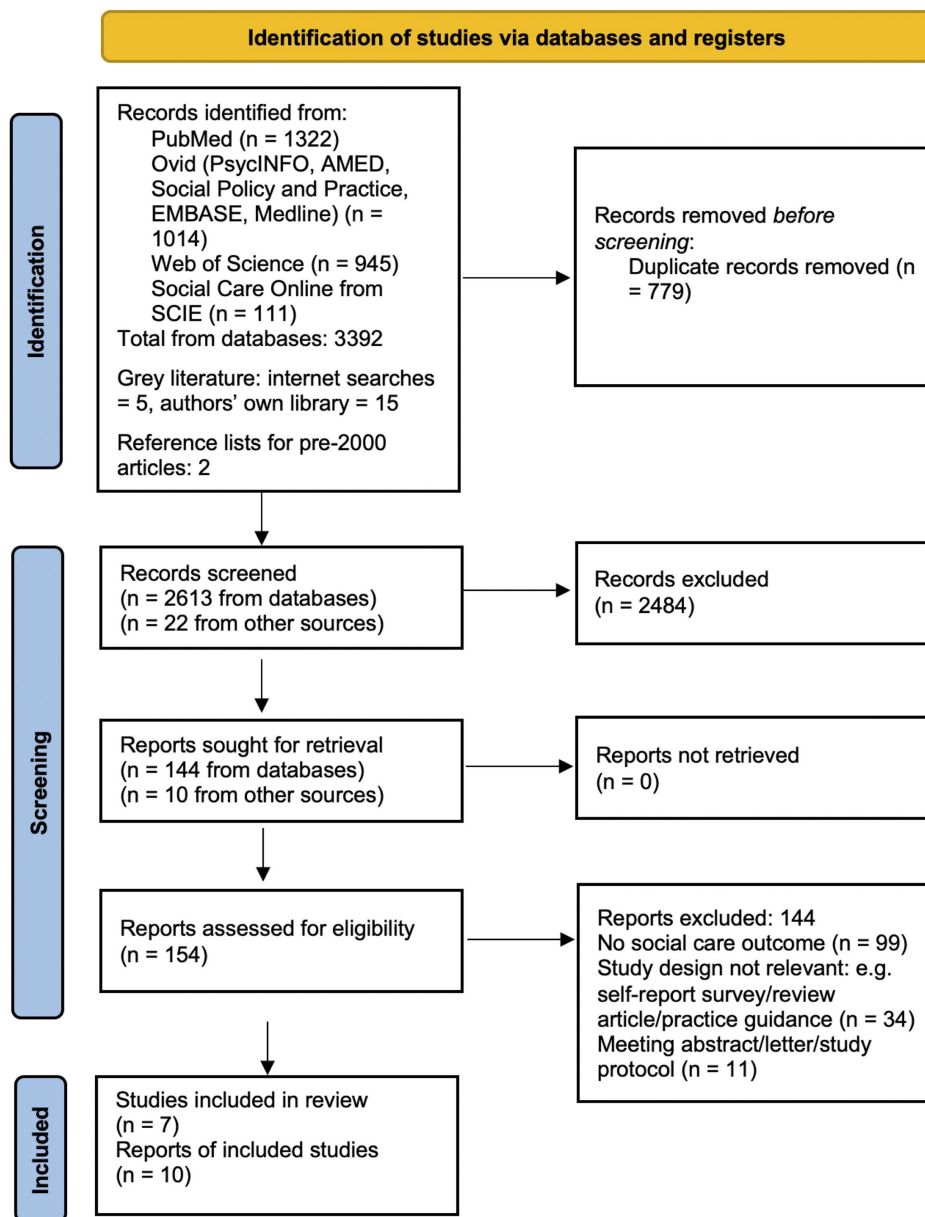 Identification of studies via databases and registers
Identification
Records identified from:
PubMed (n = 1322)
Ovid (PsycINFO, AMED,
Social Policy and Practice,
EMBASE, Medline) (n =
1014)
Web of Science (n = 945)
Social Care Online from
SCIE (n = 111)
Total from databases: 3392
Grey literature: internet searches
= 5, authors’ own library = 15
Reference lists for pre-2000
articles: 2
Records removed before
screening:
Duplicate records removed (n
= 779)
Screening
Records screened
(n = 2613 from databases)
(n = 22 from other sources)
Records excluded
(n = 2484)
Reports sought for retrieval
(n = 144 from databases)
(n = 10 from other sources)
Reports not retrieved
(n = 0)
Reports assessed for eligibility
(n = 154)
Reports excluded: 144
No social care outcome (n = 99)
Study design not relevant: e.g.
self-report survey/review
article/practice guidance (n = 34)
Meeting abstract/letter/study
protocol (n = 11)
Included
Studies included in review
(n = 7)
Reports of included studies
(n = 10)